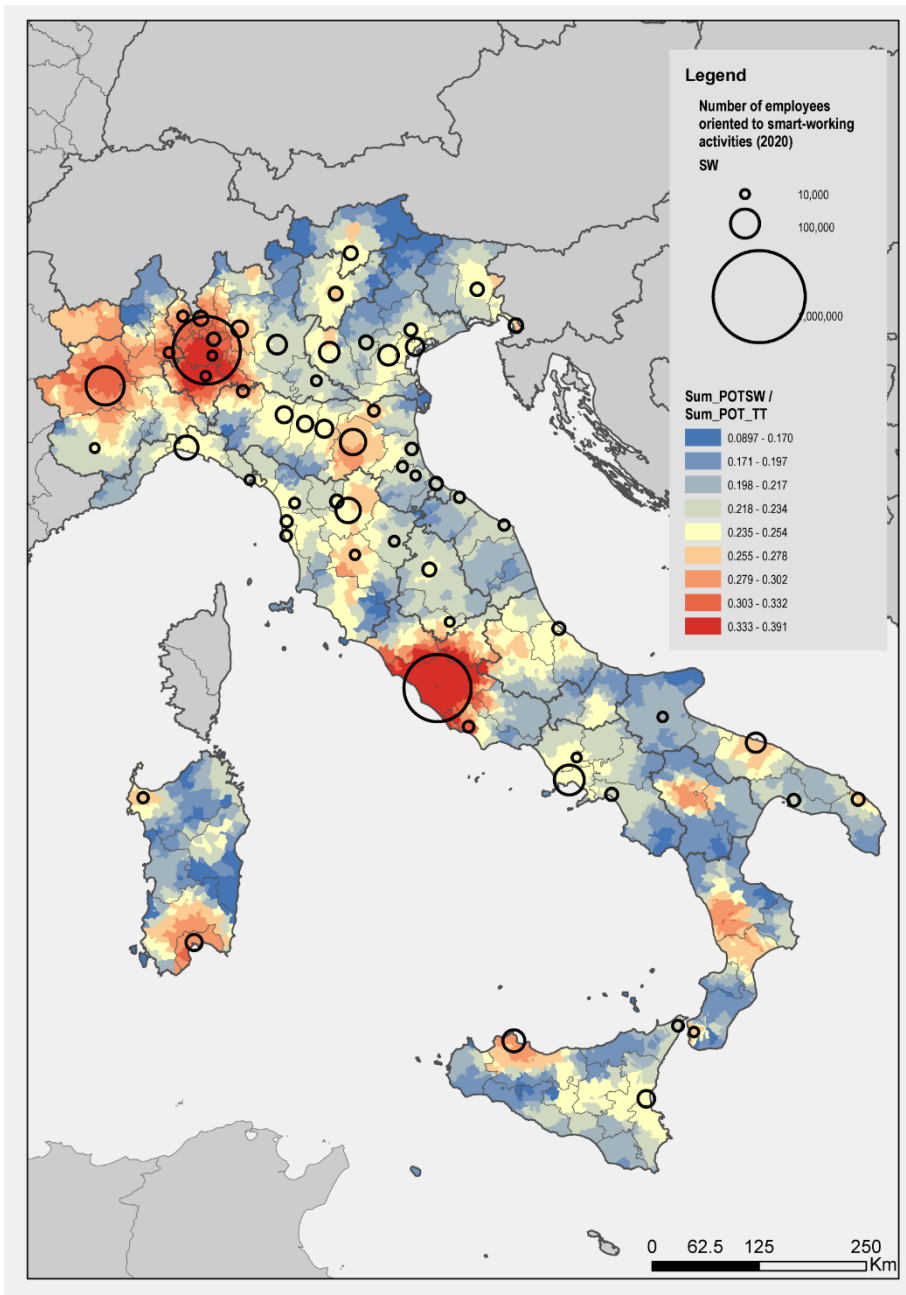 Legend
Number of employees
oriented to smart-working
activities (2020)
SW
10,000
100,000
1,000,000
Sum_POTSW /
Sum_POT_TT
0.0897 - 0.170
0.171 - 0.197
0.198 - 0.217
0.218 - 0.234
0.235 - 0.254
0.255 - 0.278
0.279 - 0.302
0.303 - 0.332
0.333 - 0.391
0 62.5 125 250
Km